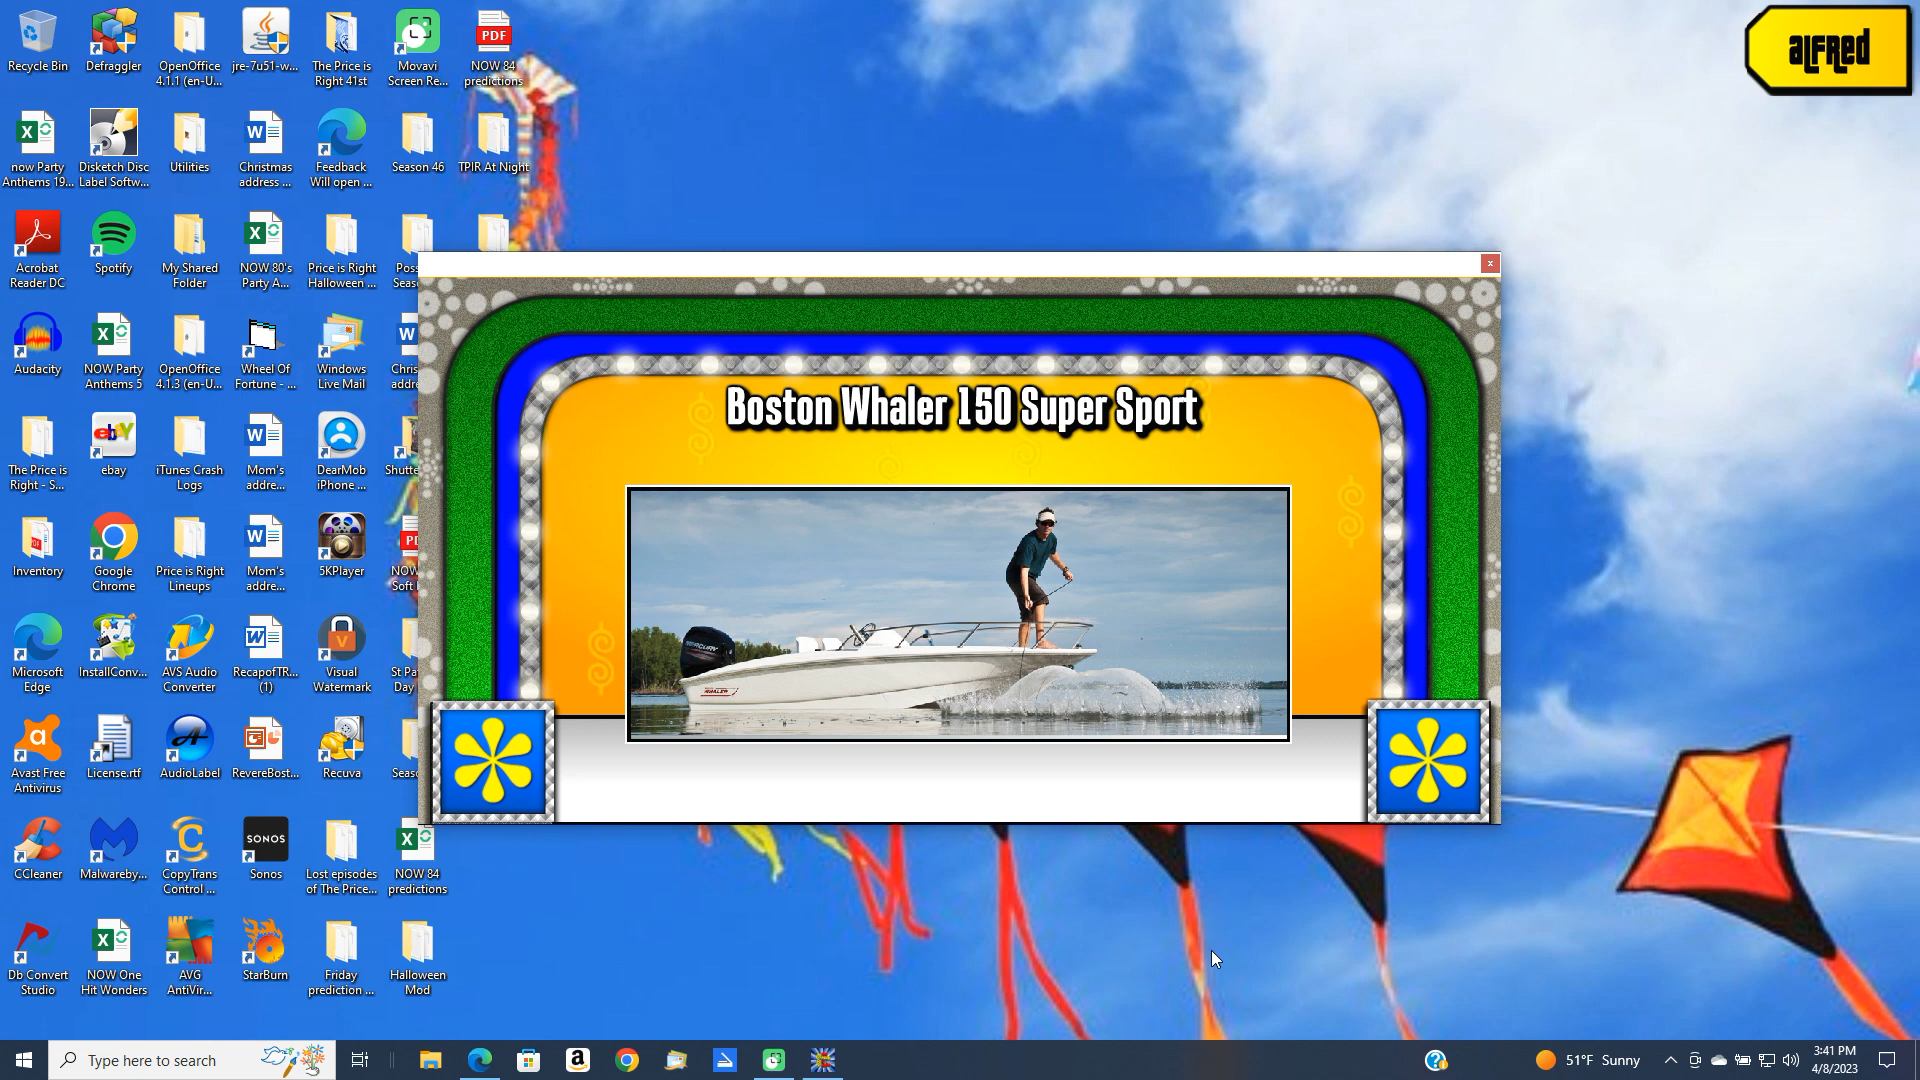 Recycle Bin
Defraggler
OpenOffice
4.1.1 (en-U...
jre-7u51-w...
The Price is
Right 41st
Movavi
Screen Re...
PDF
NOW 84
predictions
alfred
now Party
Anthems 19...
Disketch Disc
Label Softw...
Utilities
Christmas
address ...
Feedback
Will open ...
Season 46
TPIR At Night
Acrobat
Reader DC
Spotify
My Shared
Folder
NOW 80's
Party A...
Price is Right
Halloween ...
Poss
Seas
Audacity
NOW Party
Anthems 5
OpenOffice
4.1.3 (en-U...
Wheel Of
Fortune - ...
Windows
Live Mail
Chris
addre
Boston Whaler 150 Super Sport
The Price is
Right - S...
ebay
ebay
iTunes Crash
Logs
Mom's
addre...
DearMob
iPhone ...
Shutte
Inventory
Google
Chrome
Price is Right
Lineups
Mom's
addre...
5KPlayer
NOW
Soft
Microsoft
Edge
InstallConv...
AVS Audio
Converter
RecapofTR...
(1)
Visual
Watermark
St Pa
Day
MERCURY
WHALER
Avast Free
Antivirus
License.rtf
AudioLabel
RevereBost...
Recuva
Seas
CCleaner
Malwareby...
CopyTrans
Control ...
SONOS
Sonos
Lost episodes
of The Price...
NOW 84
predictions
Db Convert
Studio
NOW One
Hit Wonders
AVG
AntiVir...
StarBurn
Friday
prediction ...
Halloween
Mod
Type here to search
51°F Sunny
3:41 PM
4/8/2023